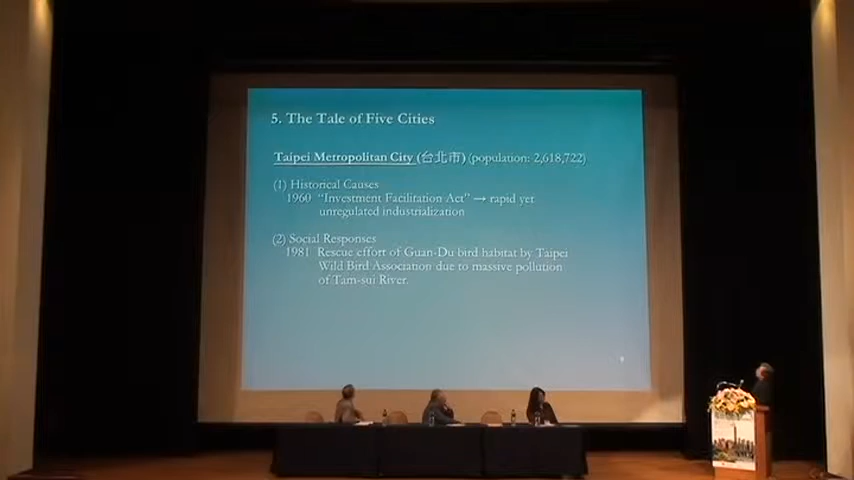 5. The Tale of Five Cities
Taipei Metropolitan City (台北市) (population: 2,618,722)
(1) Historical Causes
1960 "Investment Facilitation Act" → rapid yet
unregulated industrialization
(2) Social Responses
1981 Rescue effort of Guan-Du bird habitat by Taipei
Wild Bird Association due to massive pollution
of Tam-sui River.